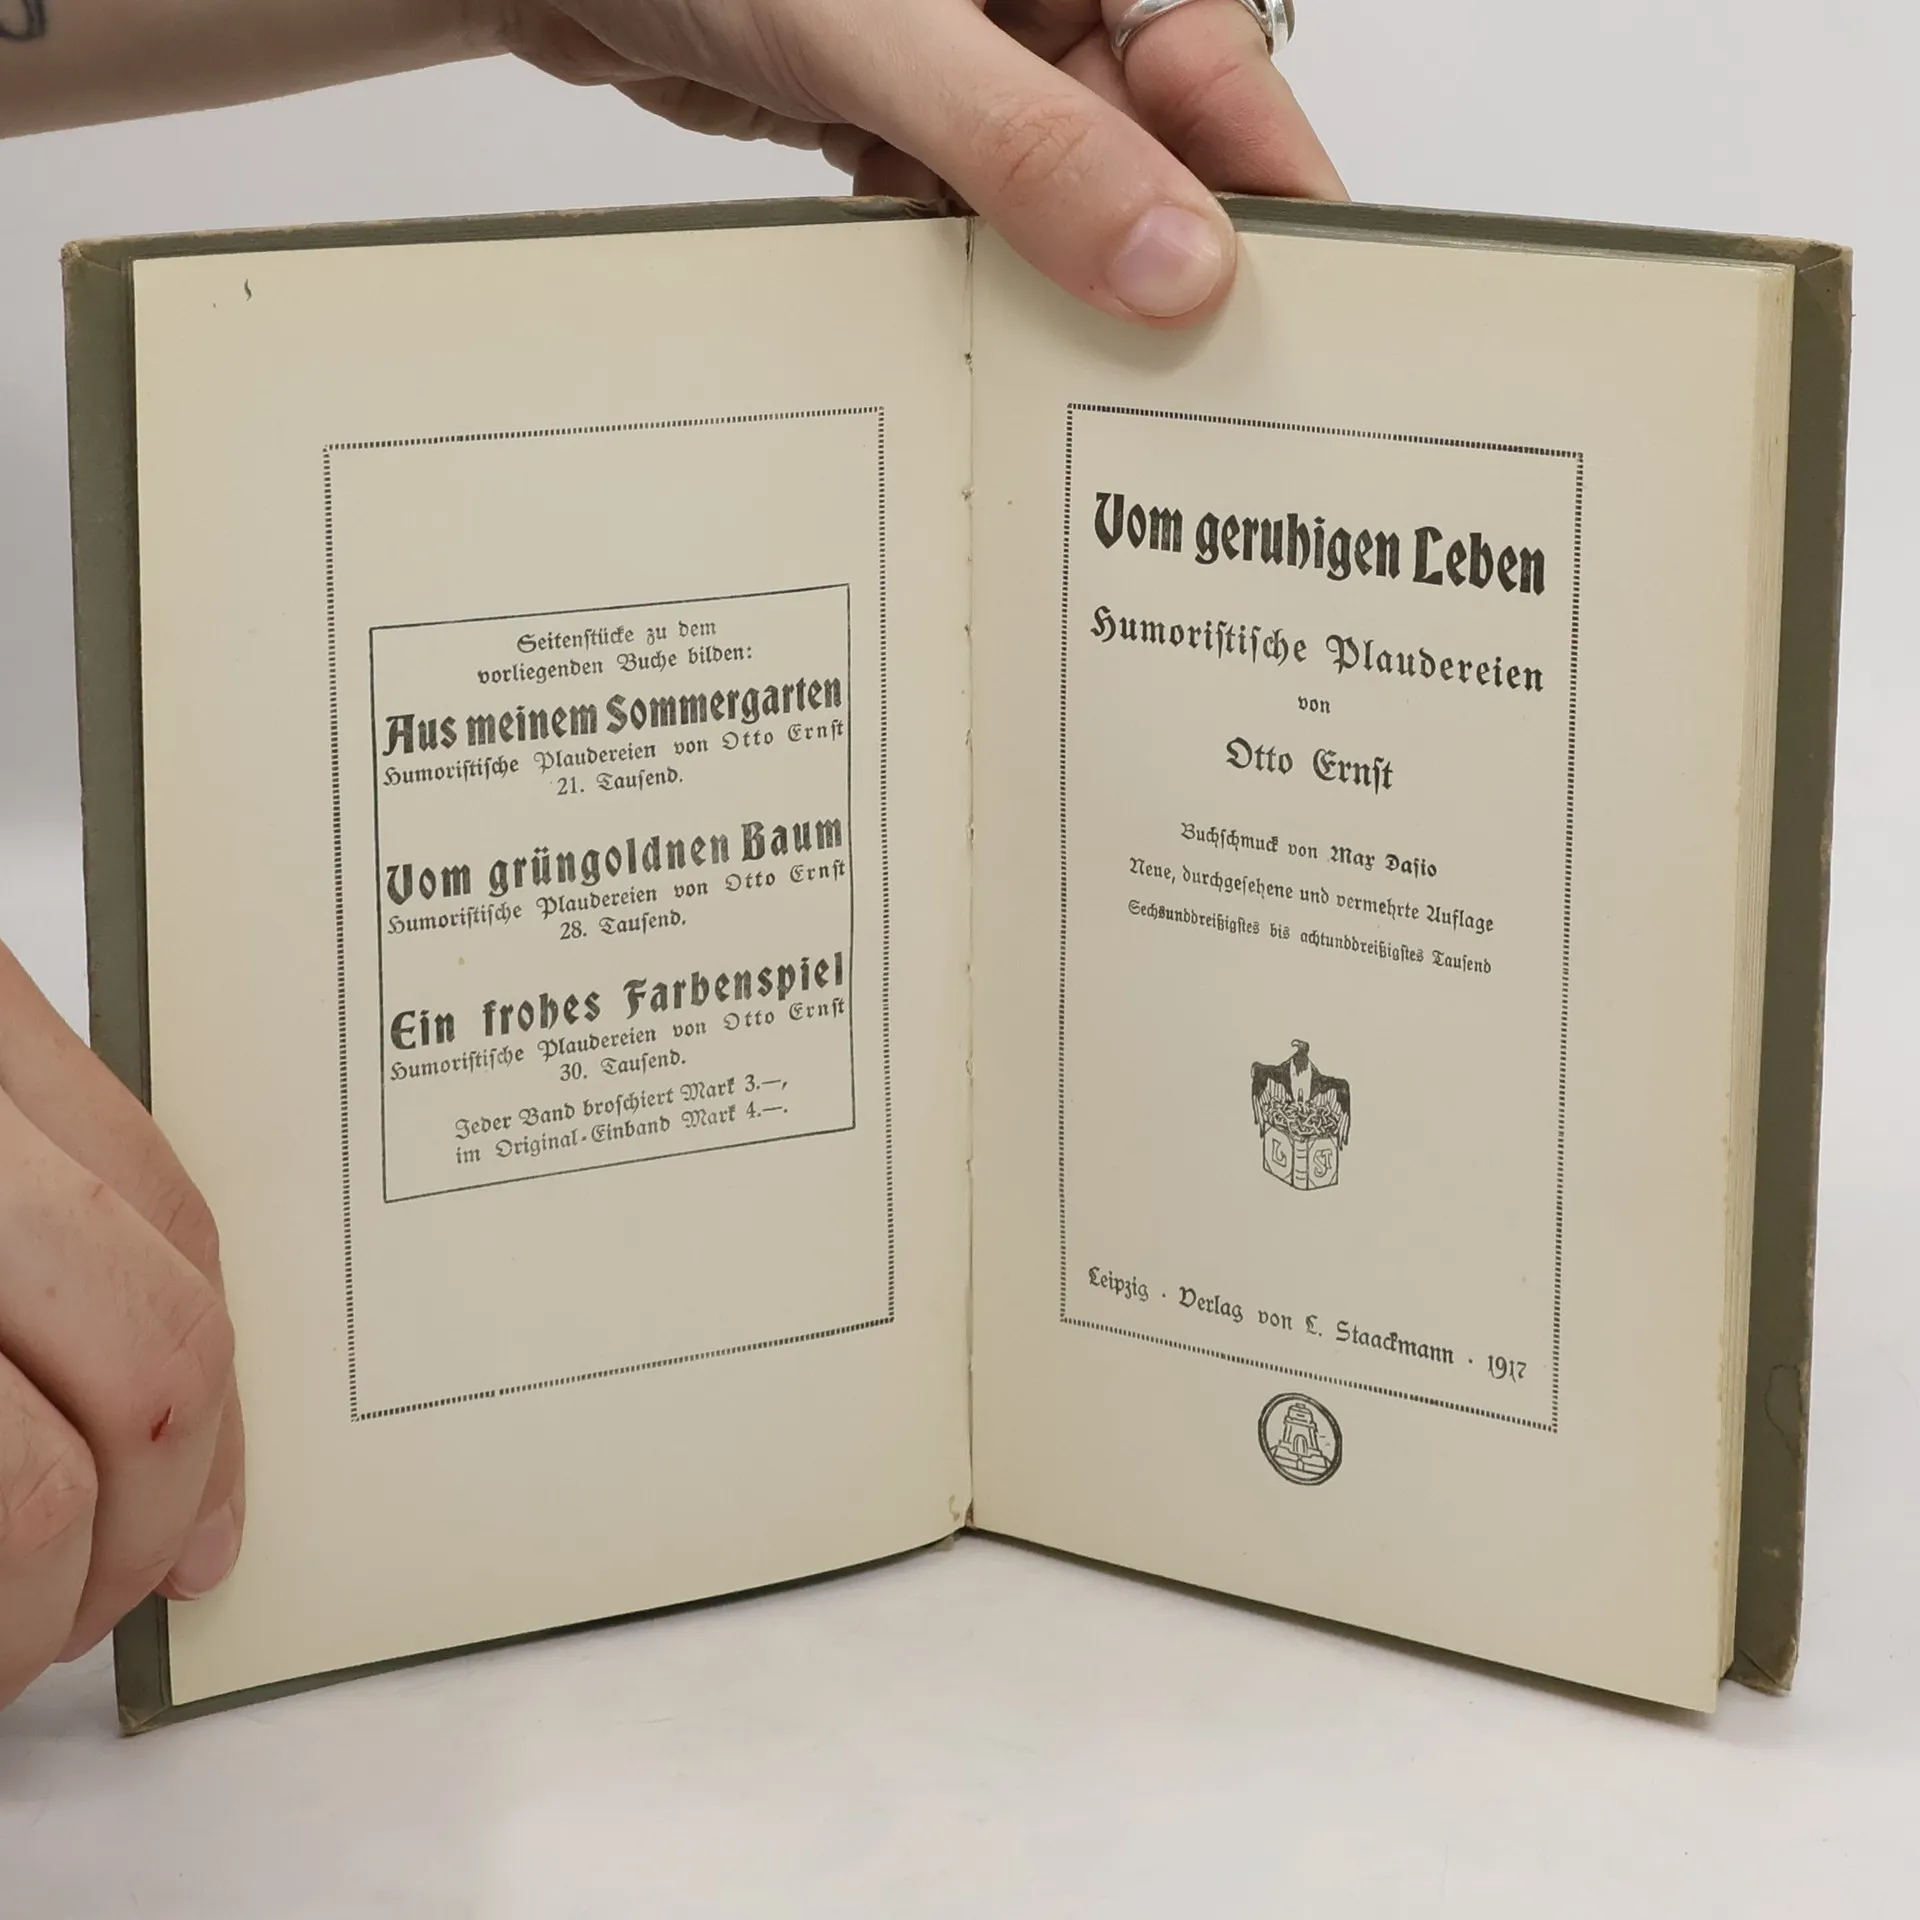 Seitenstücke zu dem
vorliegenden Buche bilden:
Aus meinem Sommergarten
Humoristische Plaudereien von Otto Ernst
21. Tausend.
Vom grüngoldnen Baum
Humoristische Plaudereien von Otto Ernst
28. Tausend.
Ein frohes Farbenspiel
Humoristische Plaudereien von Otto Ernst
30. Tausend.
Jeder Band broschiert Mark 3.—,
im Original-Einband Mark 4.—.
Vom geruhigen Leben
Humoristische Plaudereien
von
Otto Ernst
Buchschmuck von Max Dasio
Neue, durchgesehene und vermehrte Auflage
Sechsunddreißigstes bis achtunddreißigstes Tausend
L ST
Leipzig · Verlag von L. Staackmann · 1917